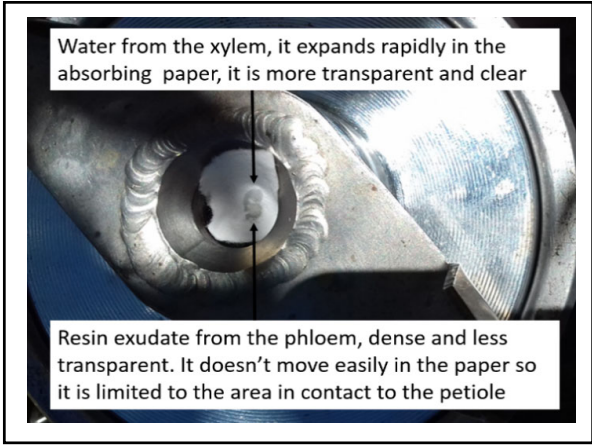 Water from the xylem, it expands rapidly in the
absorbing paper, it is more transparent and clear
Resin exudate from the phloem, dense and less
transparent. It doesn't move easily in the paper so
it is limited to the area in contact to the petiole